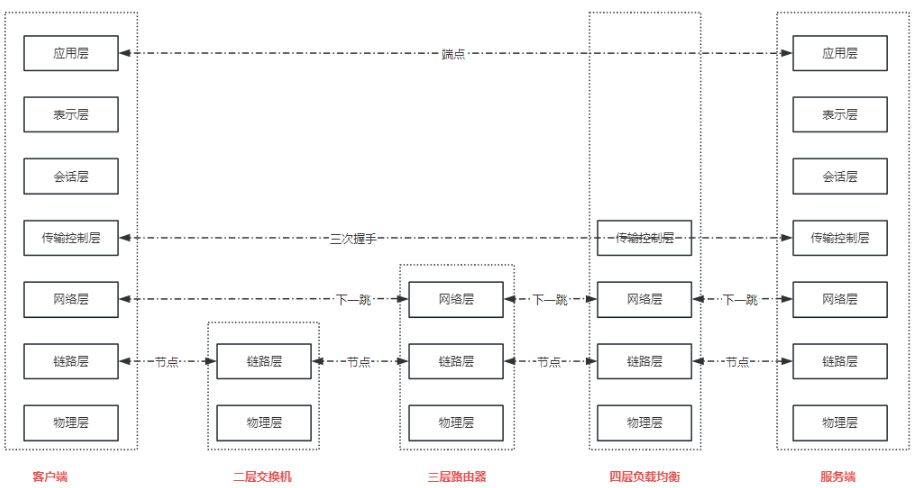 应用层
端点
应用层
表示层
表示层
会话层
会话层
传输控制层
三次握手
传输控制层
传输控制层
网络层
下一跳
网络层
下一跳
网络层
下一跳
网络层
链路层
节点
链路层
节点
链路层
节点
链路层
节点
链路层
物理层
物理层
物理层
物理层
物理层
客户端
二层交换机
三层路由器
四层负载均衡
服务端